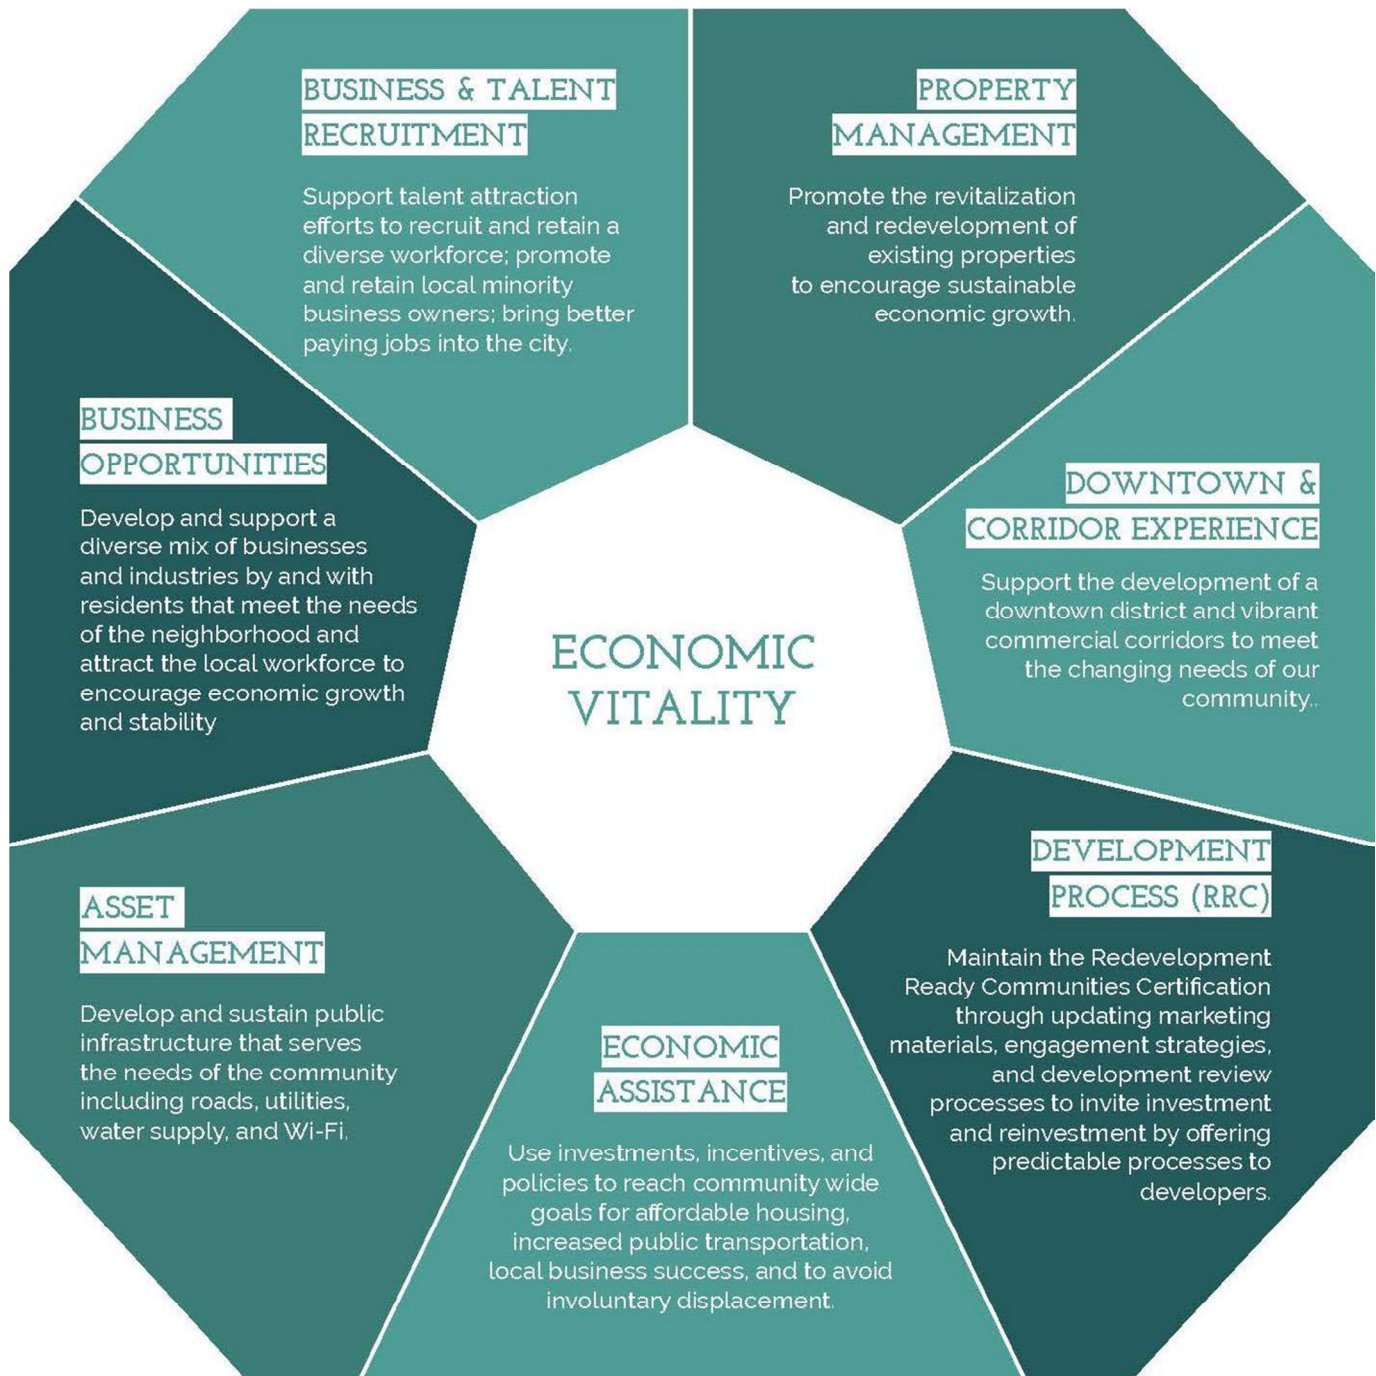 BUSINESS & TALENT
RECRUITMENT
Support talent attraction
efforts to recruit and retain a
diverse workforce; promote
and retain local minority
business owners; bring better
paying jobs into the city.
PROPERTY
MANAGEMENT
Promote the revitalization
and redevelopment of
existing properties
to encourage sustainable
economic growth.
BUSINESS
OPPORTUNITIES
Develop and support a
diverse mix of businesses
and industries by and with
residents that meet the needs
of the neighborhood and
attract the local workforce to
encourage economic growth
and stability
DOWNTOWN &
CORRIDOR EXPERIENCE
Support the development of a
downtown district and vibrant
commercial corridors to meet
the changing needs of our
community..
ECONOMIC
VITALITY
ASSET
MANAGEMENT
Develop and sustain public
infrastructure that serves
the needs of the community
including roads, utilities,
water supply, and Wi-Fi.
ECONOMIC
ASSISTANCE
Use investments, incentives, and
policies to reach community wide
goals for affordable housing,
increased public transportation,
local business success, and to avoid
involuntary displacement.
DEVELOPMENT
PROCESS (RRC)
Maintain the Redevelopment
Ready Communities Certification
through updating marketing
materials, engagement strategies,
and development review
processes to invite investment
and reinvestment by offering
predictable processes to
developers.